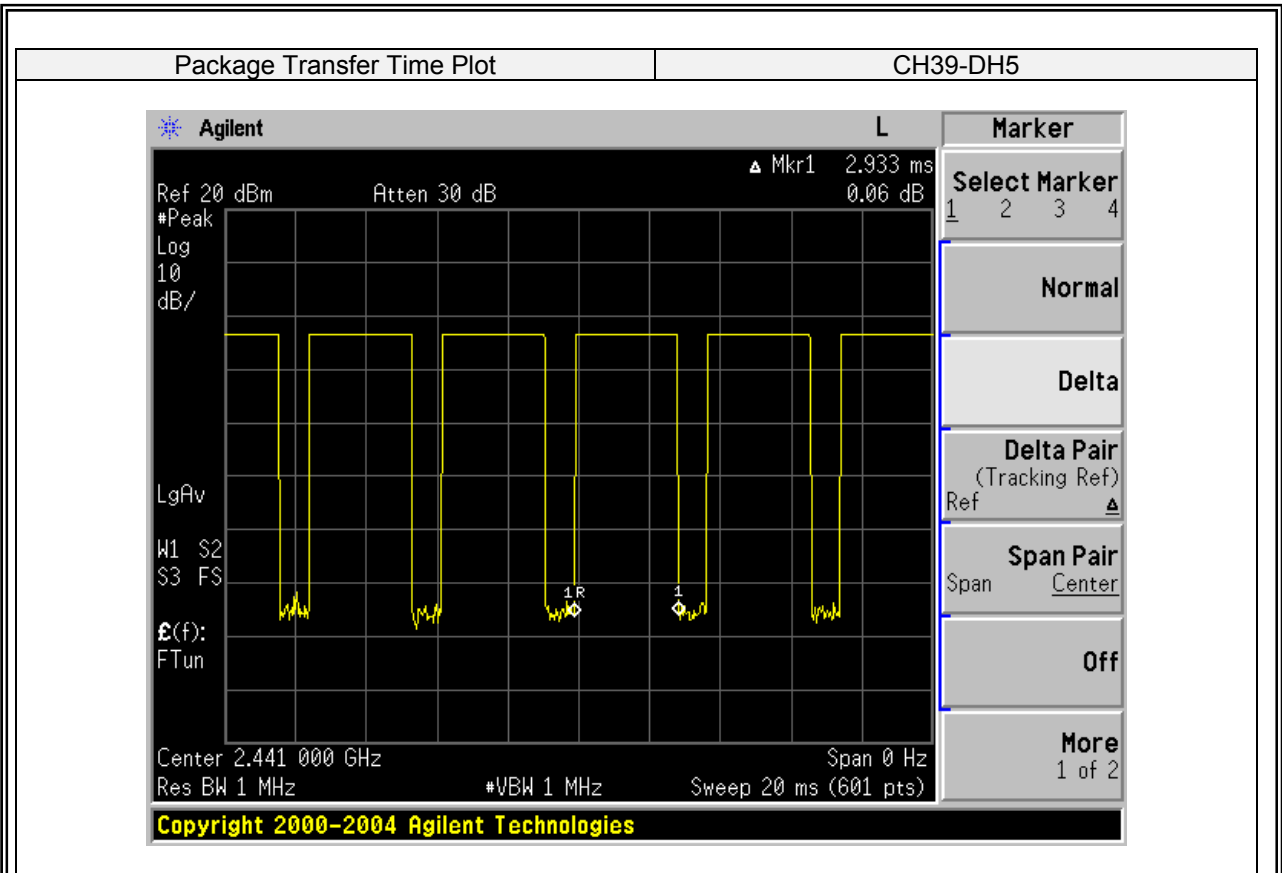 Package Transfer Time Plot CH39-DH5
Agilent L Marker
▵ Mkr1 2.933 ms
Ref 20 dBm Atten 30 dB 0.06 dB
#Peak
Log
10
dB/
LgAv
W1 S2
S3 FS
£(f):
FTun
1R 1
Center 2.441 000 GHz Span 0 Hz
Res BW 1 MHz #VBW 1 MHz Sweep 20 ms (601 pts)
Copyright 2000-2004 Agilent Technologies
Select Marker
1 2 3 4
Normal
Delta
Delta Pair
(Tracking Ref)
Ref Δ
Span Pair
Span Center
Off
More
1 of 2